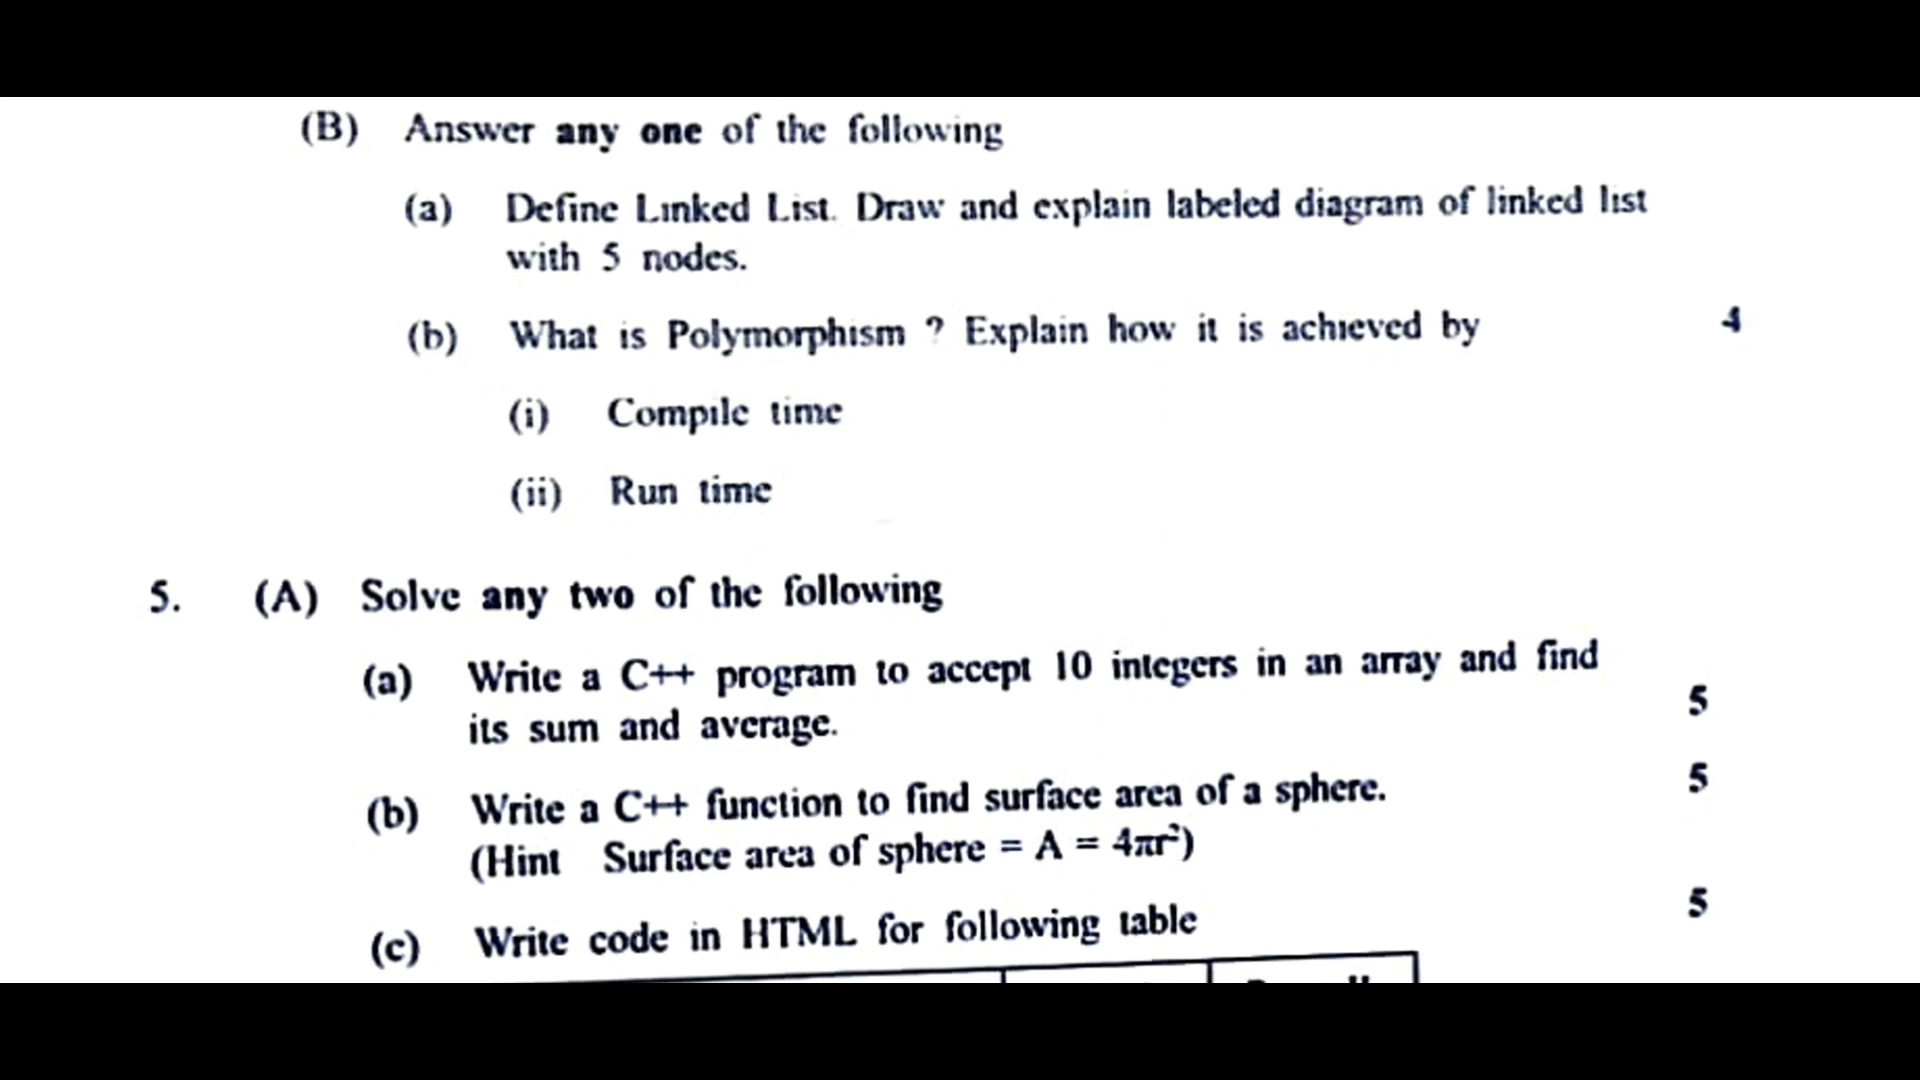 (B) Answer any one of the following
(a) Define Linked List. Draw and explain labeled diagram of linked list
with 5 nodes.
(b) What is Polymorphism ? Explain how it is achieved by 4
(i) Compile time
(ii) Run time
5. (A) Solve any two of the following
(a) Write a C++ program to accept 10 integers in an array and find
its sum and average. 5
(b) Write a C++ function to find surface area of a sphere. 5
(Hint Surface area of sphere = A = 4πr²)
(c) Write code in HTML for following table 5